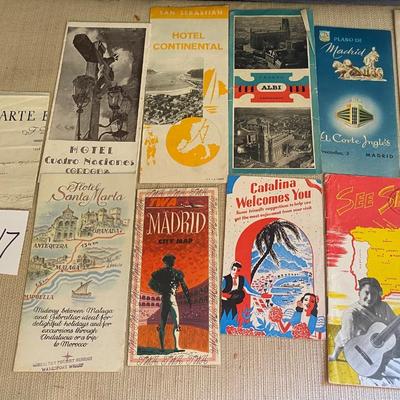 HOTEL
Cuatro Naciones
CORDOBA
SAN SEBASTIAN
HOTEL
CONTINENTAL
ALBI
PLANO DE
Madrid
El Corte Inglés
MADRID
ARTE
7
Hotel
Santa Marta
ANTEQUERA
GRANADA
MALAGA
MARBELLA
Midway between Malaga
and Gibraltar ideal for
delightful holidays and for
excursions through
Andalucia or a trip
to Morocco
TWA
MADRID
CITY MAP
Catalina
Welcomes You
Some friendly suggestions to help you
get the most enjoyment from your visit
SEE